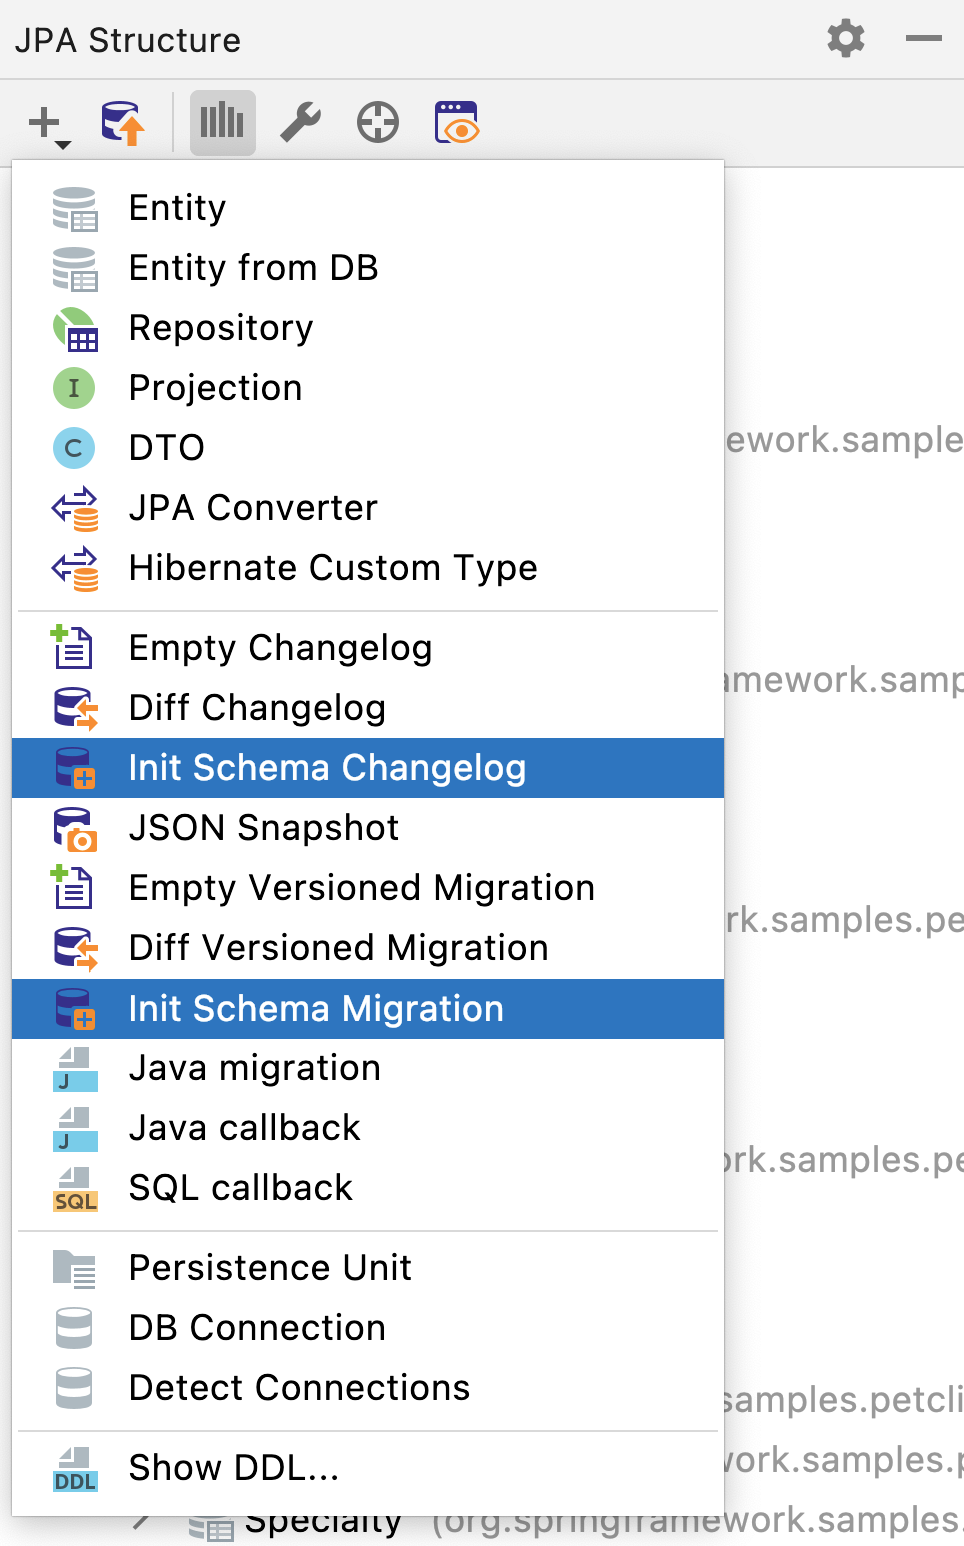 JPA Structure
Entity
Entity from DB
Repository
I Projection
C DTO
ework.sample
JPA Converter
Hibernate Custom Type
Empty Changelog
amework.samp
Diff Changelog
Init Schema Changelog
JSON Snapshot
Empty Versioned Migration
rk.samples.pe
Diff Versioned Migration
Init Schema Migration
J Java migration
J Java callback
ork.samples.pe
SQL SQL callback
Persistence Unit
DB Connection
Detect Connections
samples.petcli
DDL Show DDL...
work.samples.p
Specialty (org.springframework.samples.